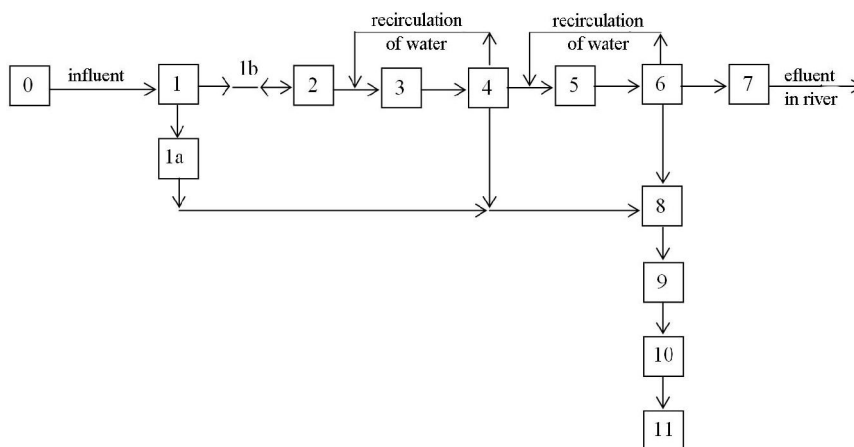 recirculation
of water
recirculation
of water
0
influent
1
1b
2
3
4
5
6
7
efluent
in river
1a
8
9
10
11